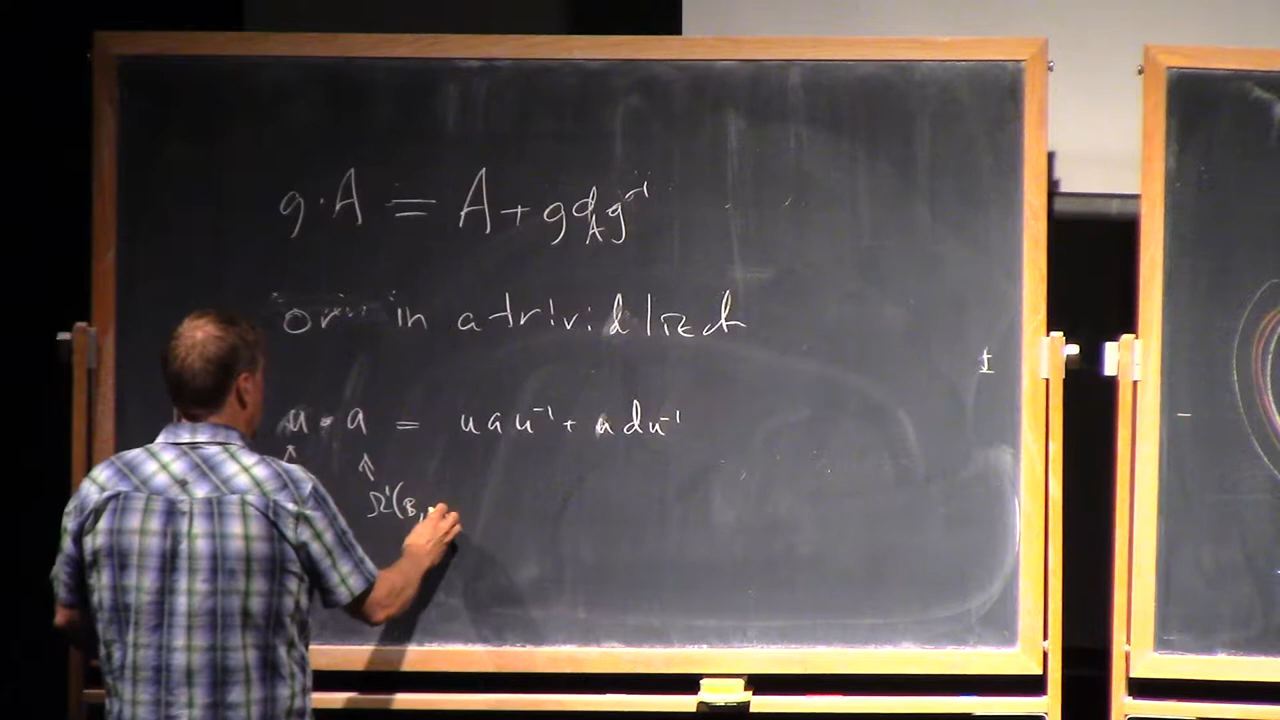 g · A = A + g d_A g⁻¹
or in a trivialized
u · a = u a u⁻¹ + u d u⁻¹
Ω¹(B,